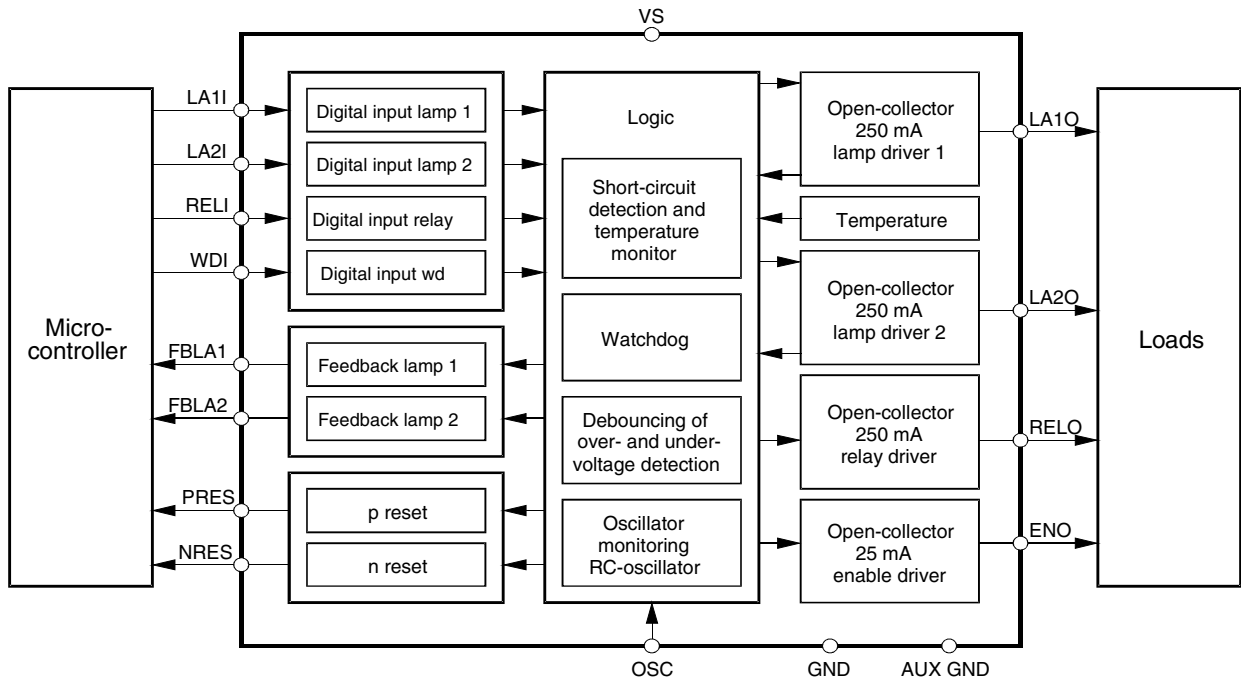 VS
Micro-
controller
LA1I
LA2I
RELI
WDI
FBLA1
FBLA2
PRES
NRES
Digital input lamp 1
Digital input lamp 2
Digital input relay
Digital input wd
Feedback lamp 1
Feedback lamp 2
p reset
n reset
Logic
Short-circuit
detection and
temperature
monitor
Watchdog
Debouncing of
over- and under-
voltage detection
Oscillator
monitoring
RC-oscillator
Open-collector
250 mA
lamp driver 1
Temperature
Open-collector
250 mA
lamp driver 2
Open-collector
250 mA
relay driver
Open-collector
25 mA
enable driver
LA1O
LA2O
RELO
ENO
Loads
OSC
GND
AUX GND